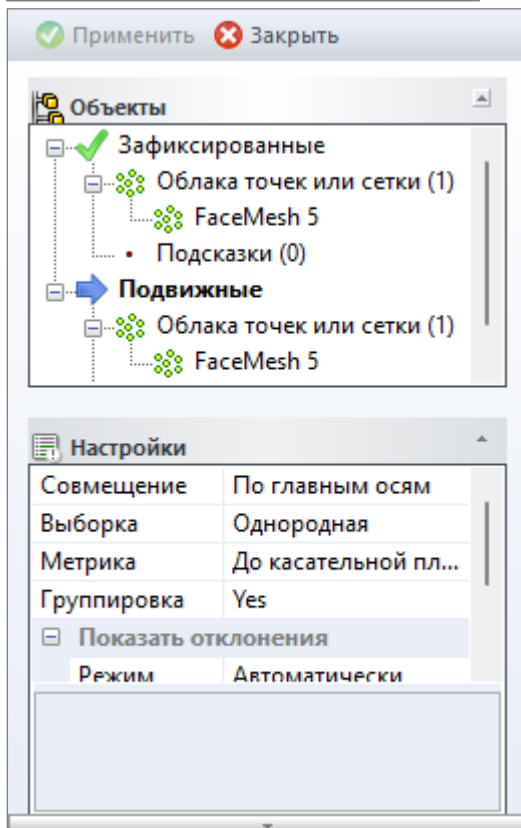 Применить Закрыть
Объекты
Зафиксированные
Облака точек или сетки (1)
FaceMesh 5
Подсказки (0)
Подвижные
Облака точек или сетки (1)
FaceMesh 5
Настройки
Совмещение По главным осям
Выборка Однородная
Метрика До касательной пл...
Группировка Yes
Показать отклонения
Режим Автоматически